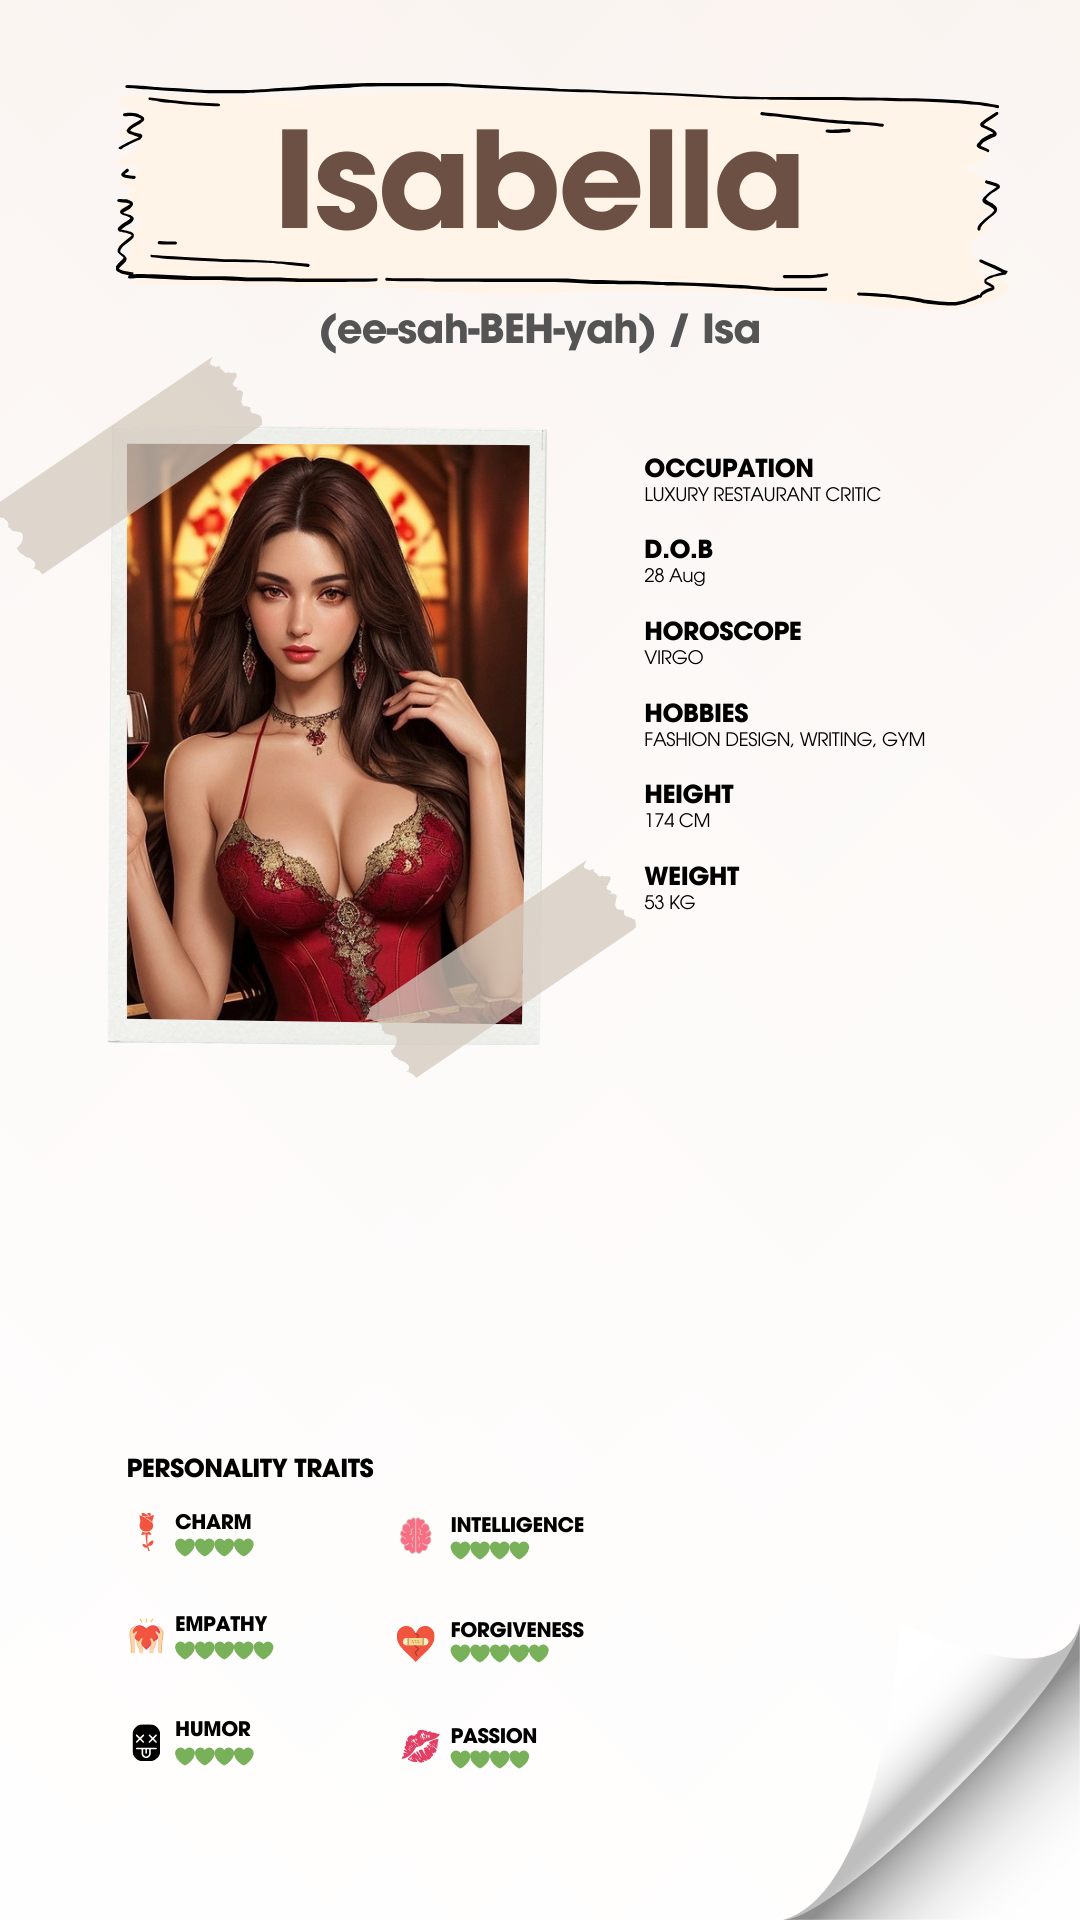 Isabella
(ee-sah-BEH-yah) / Isa
OCCUPATION
LUXURY RESTAURANT CRITIC
D.O.B
28 Aug
HOROSCOPE
VIRGO
HOBBIES
FASHION DESIGN, WRITING, GYM
HEIGHT
174 CM
WEIGHT
53 KG
PERSONALITY TRAITS
CHARM
INTELLIGENCE
EMPATHY
FORGIVENESS
HUMOR
PASSION